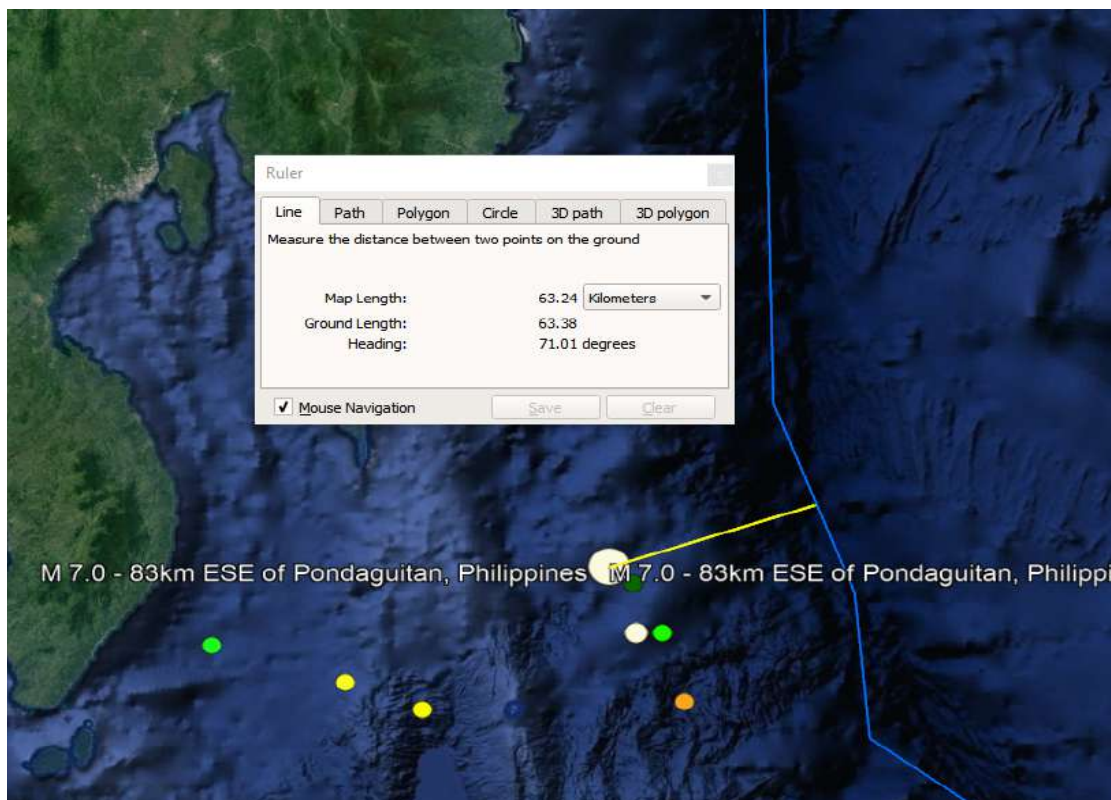 Ruler
Line Path Polygon Circle 3D path 3D polygon
Measure the distance between two points on the ground
Map Length: 63.24 Kilometers
Ground Length: 63.38
Heading: 71.01 degrees
Mouse Navigation Save Clear
M 7.0 - 83km ESE of Pondaguitan, Philippines M 7.0 - 83km ESE of Pondaguitan, Philippi